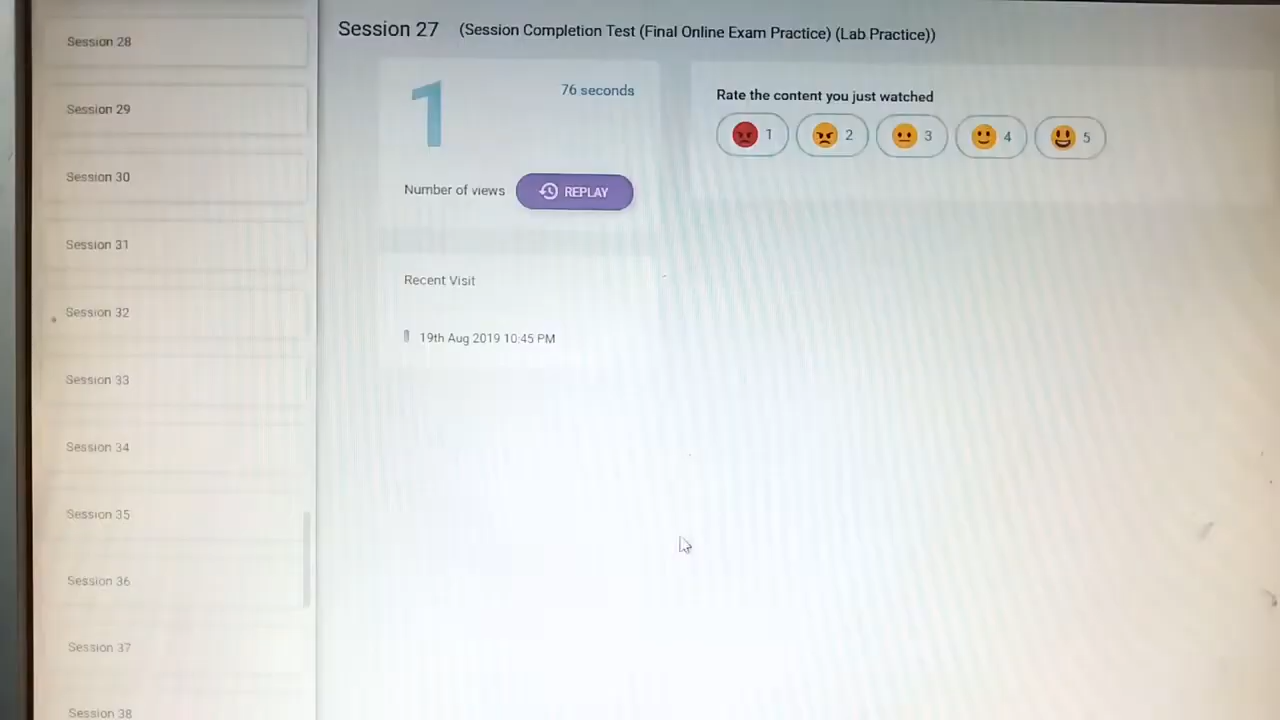 Session 28
Session 29
Session 30
Session 31
Session 32
Session 33
Session 34
Session 35
Session 36
Session 37
Session 38
Session 27 (Session Completion Test (Final Online Exam Practice) (Lab Practice))
1
76 seconds
Number of views
REPLAY
Recent Visit
19th Aug 2019 10:45 PM
Rate the content you just watched
1 2 3 4 5